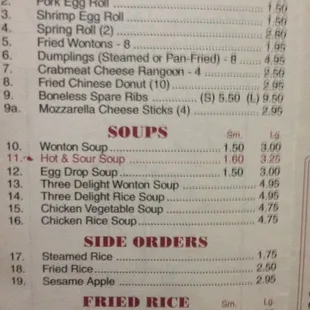 2. Pork Egg Roll 1.50
3. Shrimp Egg Roll 1.50
4. Spring Roll (2) 2.80
5. Fried Wontons - 8 1.95
6. Dumplings (Steamed or Pan-Fried) - 8 4.95
7. Crabmeat Cheese Rangoon - 4 2.50
8. Fried Chinese Donut (10) 2.95
9. Boneless Spare Ribs (S) 5.50 (L) 9.50
9a. Mozzarella Cheese Sticks (4) 2.95
SOUPS Sm. Lg.
10. Wonton Soup 1.50 3.00
11. Hot & Sour Soup 1.60 3.25
12. Egg Drop Soup 1.50 3.00
13. Three Delight Wonton Soup 4.95
14. Three Delight Rice Soup 4.95
15. Chicken Vegetable Soup 4.75
16. Chicken Rice Soup 4.75
SIDE ORDERS
17. Steamed Rice 1.75
18. Fried Rice 2.50
19. Sesame Apple 2.95
FRIED RICE Sm. Lg.